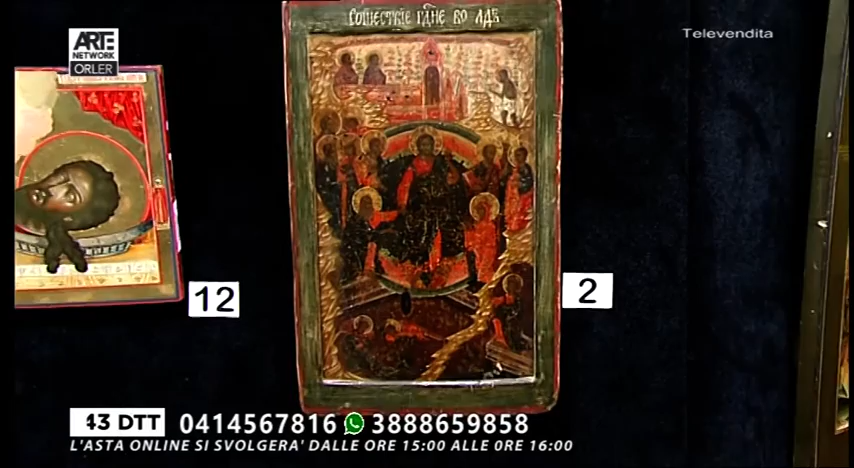 ARTE
NETWORK
ORLER
Televendita
12
2
43 DTT 0414567816 3888659858
L'ASTA ONLINE SI SVOLGERA' DALLE ORE 15:00 ALLE ORE 16:00